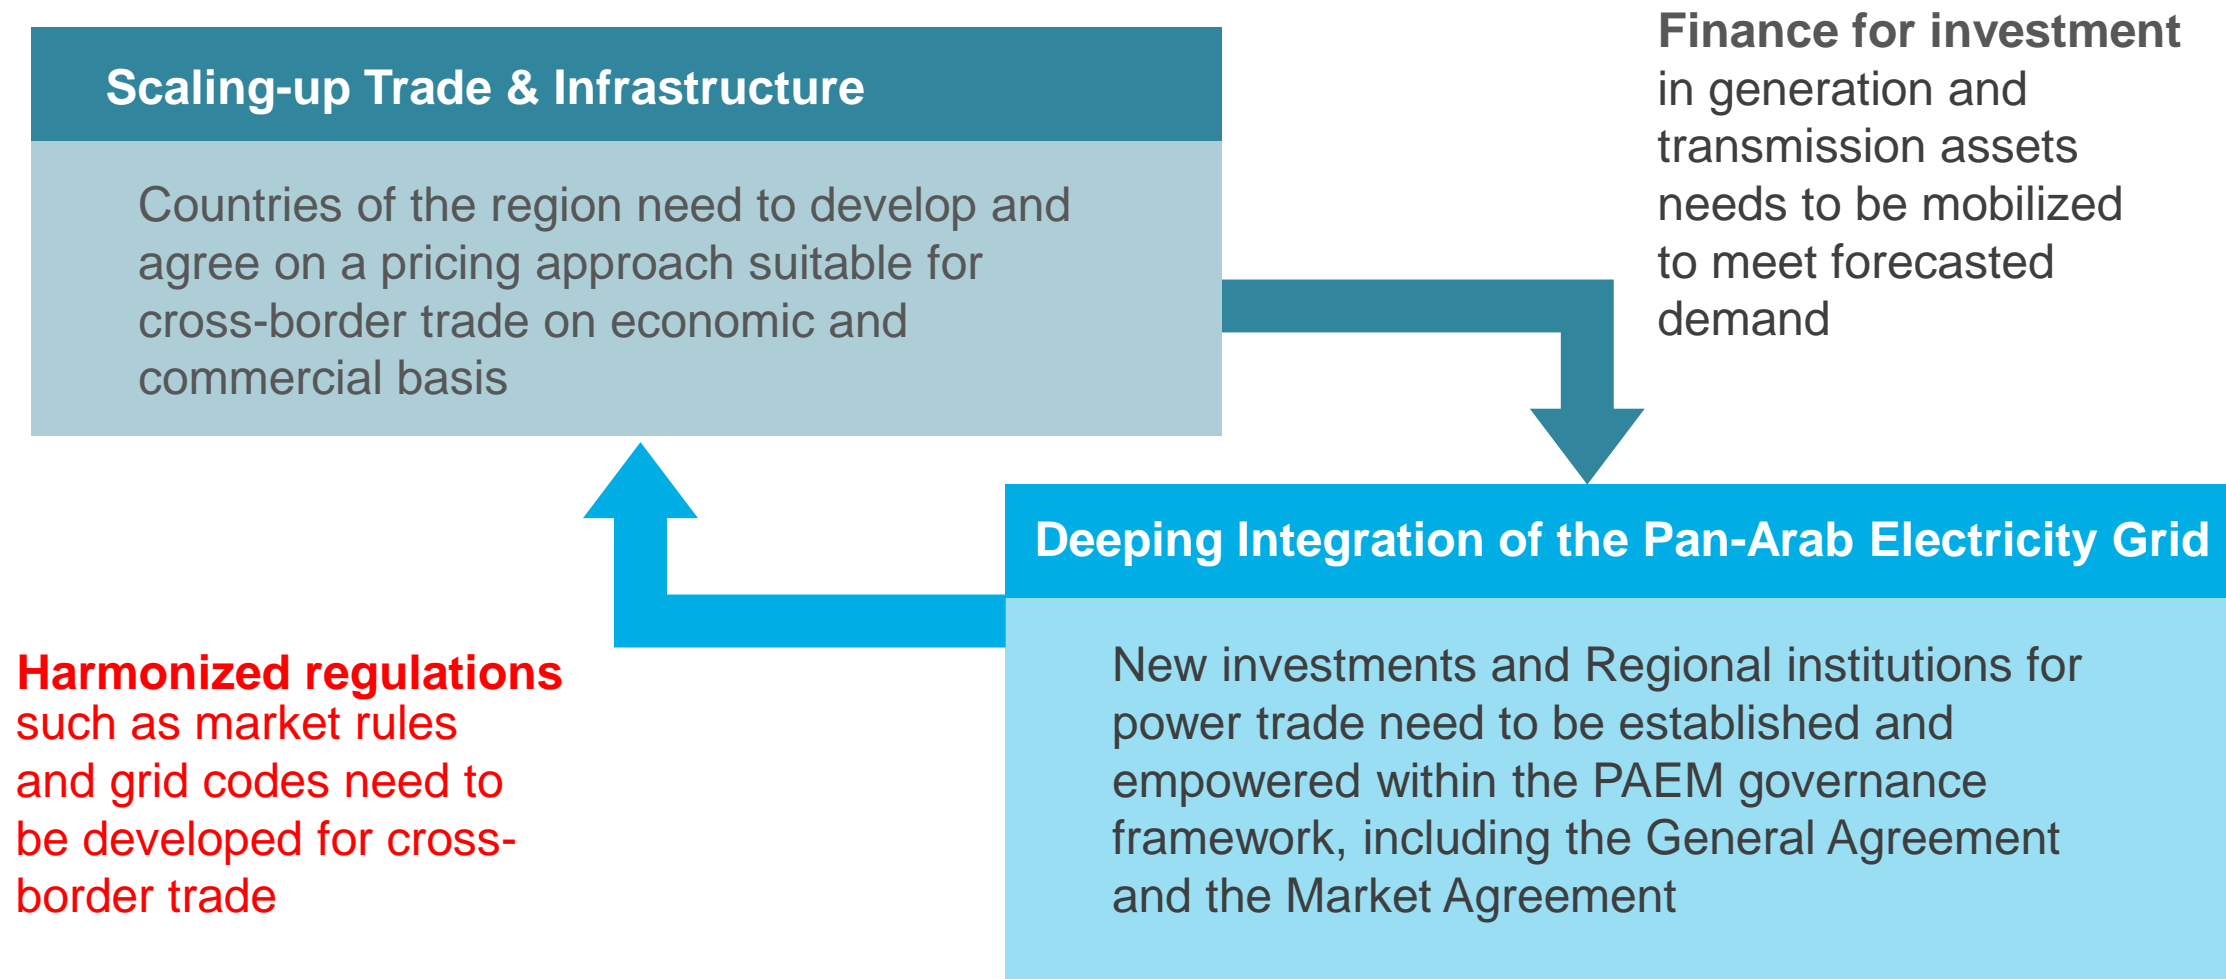 Scaling-up Trade & Infrastructure
Countries of the region need to develop and
agree on a pricing approach suitable for
cross-border trade on economic and
commercial basis
Finance for investment
in generation and
transmission assets
needs to be mobilized
to meet forecasted
demand
Deeping Integration of the Pan-Arab Electricity Grid
New investments and Regional institutions for
power trade need to be established and
empowered within the PAEM governance
framework, including the General Agreement
and the Market Agreement
Harmonized regulations
such as market rules
and grid codes need to
be developed for cross-
border trade